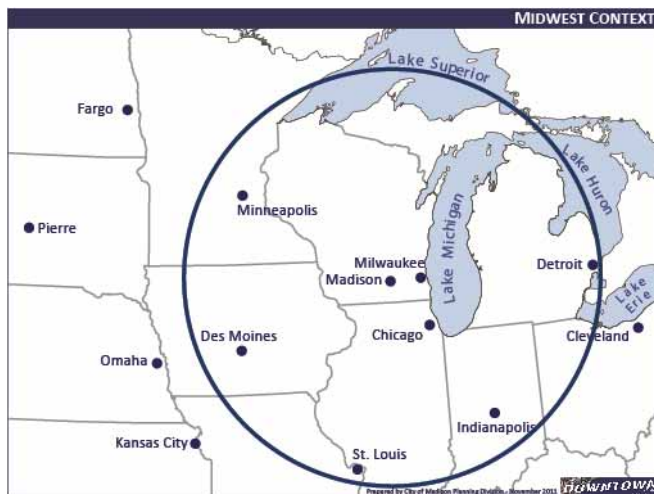 MIDWEST CONTEXT
Lake Superior
Fargo
Lake Huron
Minneapolis
Pierre
Lake Michigan
Milwaukee
Madison
Detroit
Lake
Erie
Des Moines
Chicago
Cleveland
Omaha
Indianapolis
Kansas City
St. Louis
Prepared by City of Madison Planning Division - November 2011
DOWNTOWN